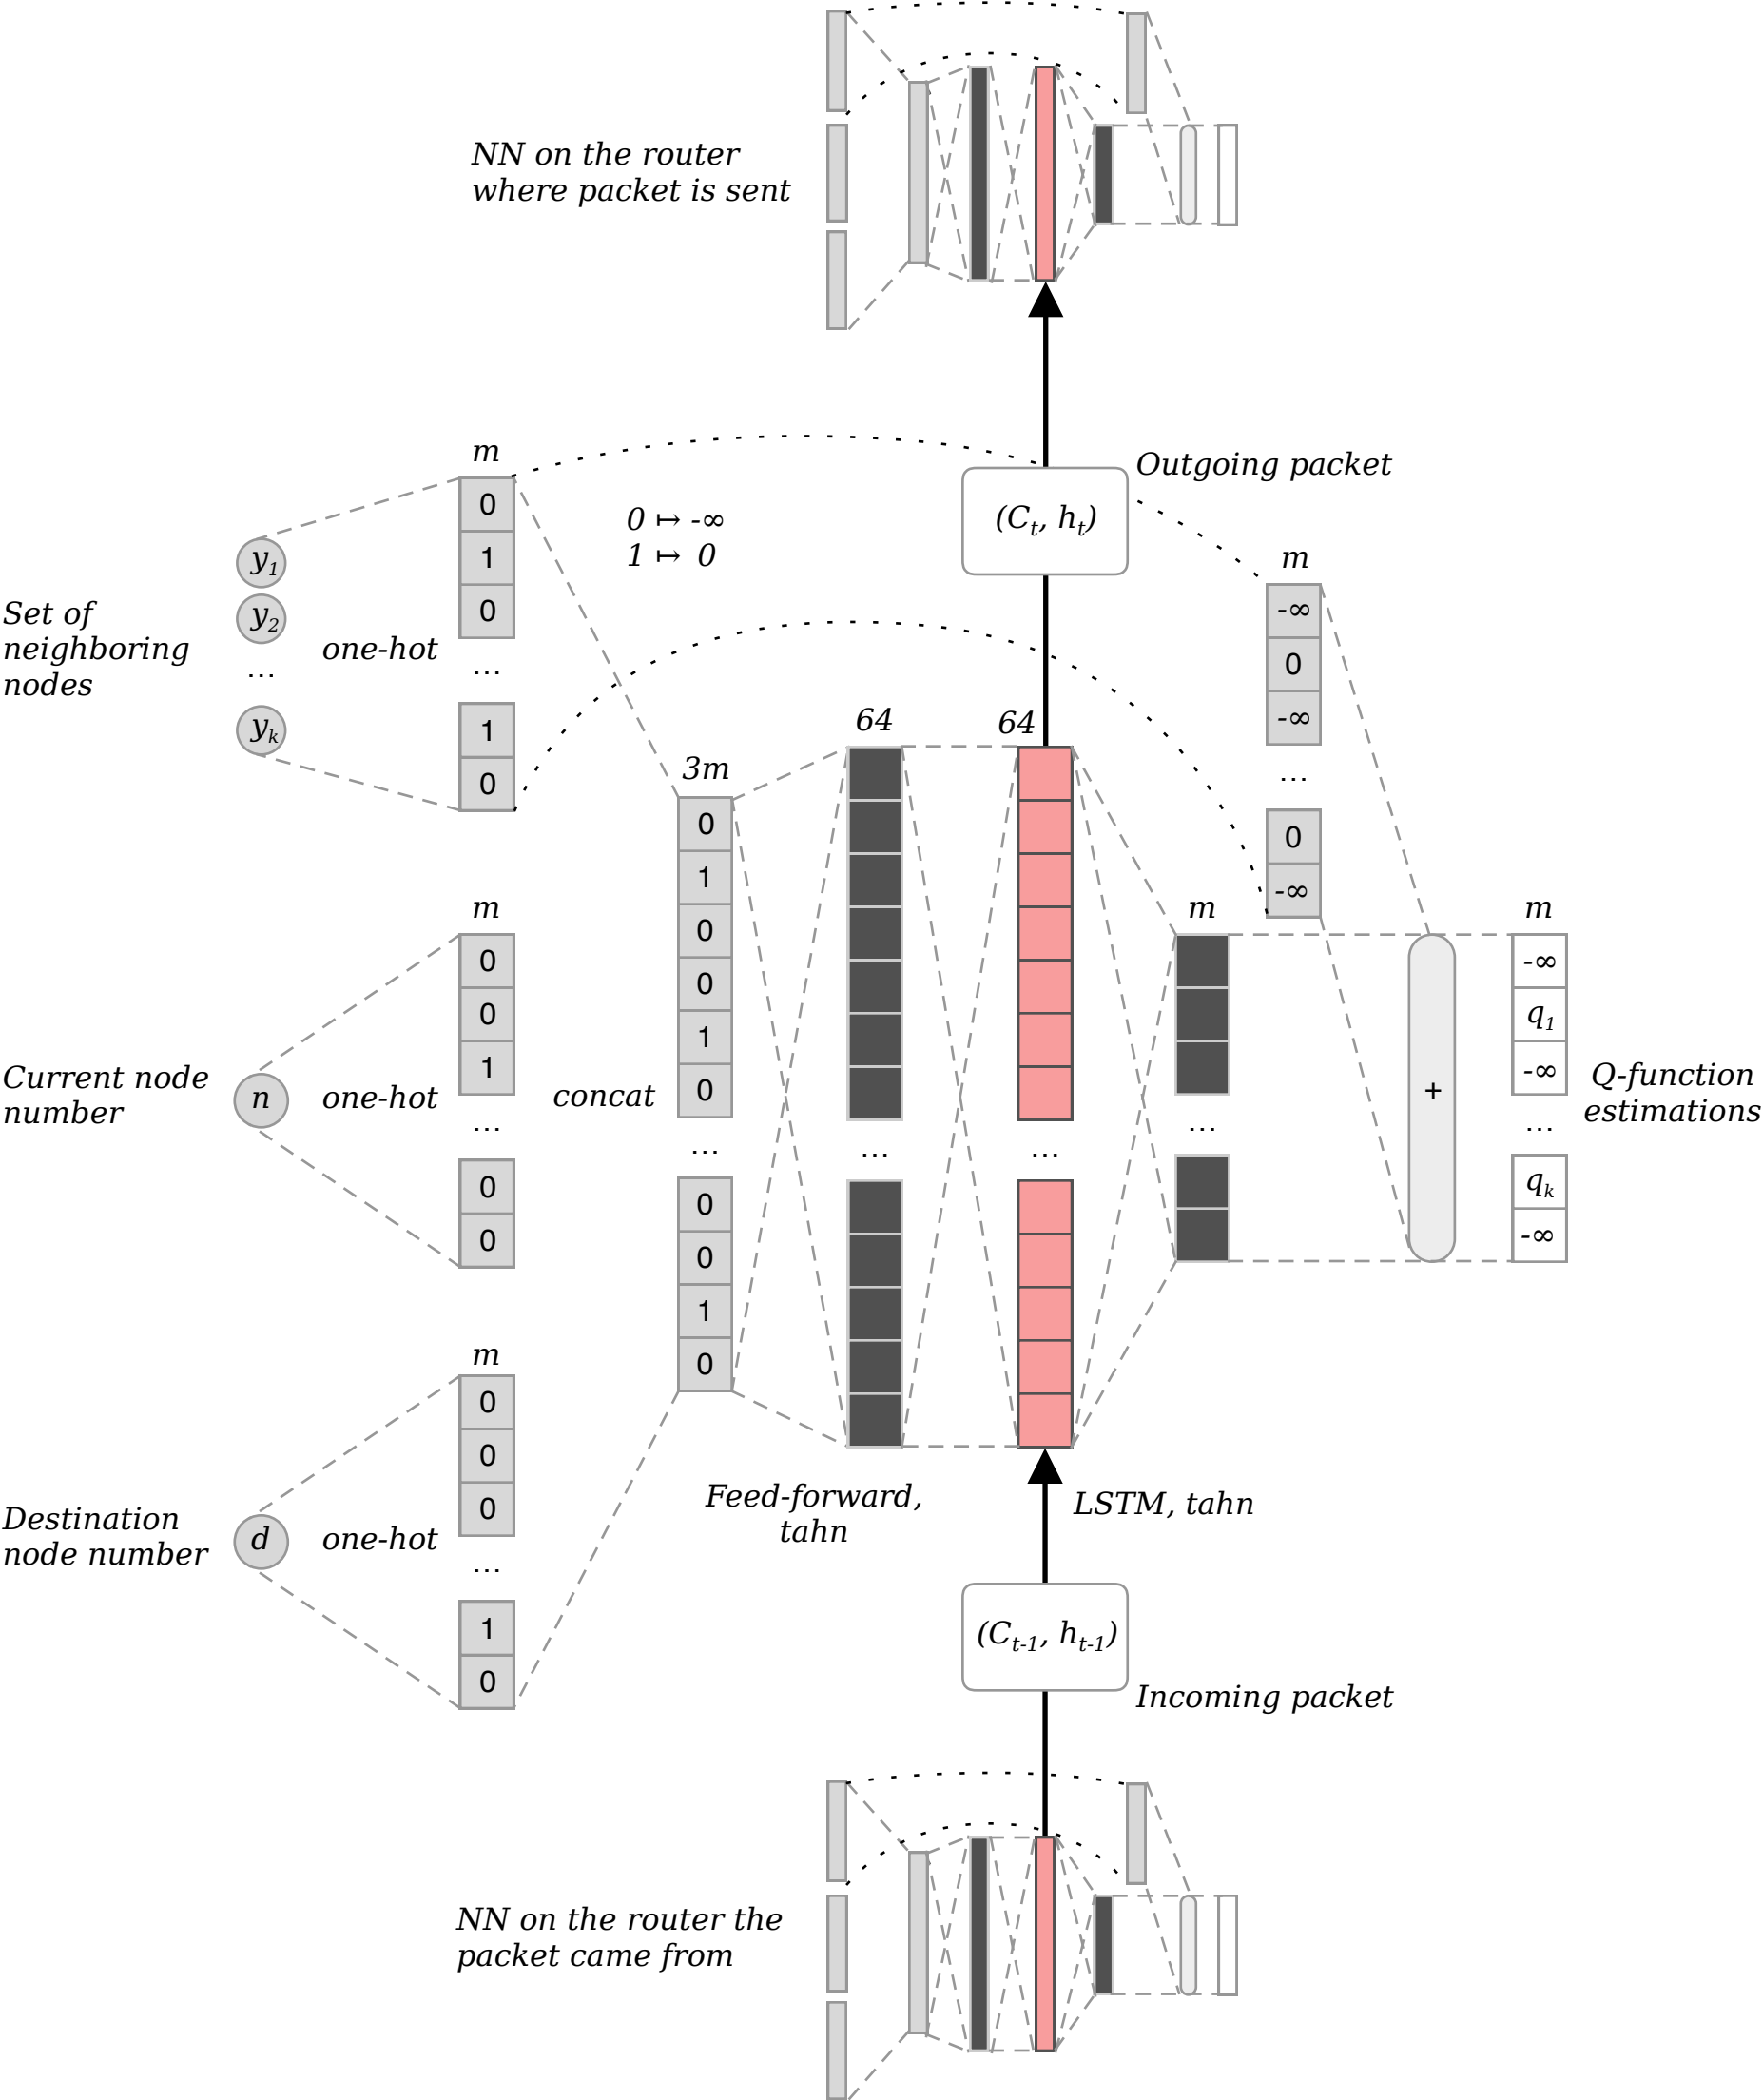 NN on the router
where packet is sent
Outgoing packet
(Cₜ, hₜ)
m
0
1
0
...
1
0
0 ↦ -∞
1 ↦ 0
Set of
neighboring
nodes
y₁
y₂
...
yₖ
one-hot
m
-∞
0
-∞
...
0
-∞
Current node
number
n
one-hot
m
0
0
1
...
0
0
Destination
node number
d
one-hot
m
0
0
0
...
1
0
concat
3m
0
1
0
0
1
0
...
0
0
1
0
64
...
Feed-forward,
tahn
64
...
LSTM, tahn
m
...
+
m
-∞
q₁
-∞
...
qₖ
-∞
Q-function
estimations
(Cₜ₋₁, hₜ₋₁)
Incoming packet
NN on the router the
packet came from